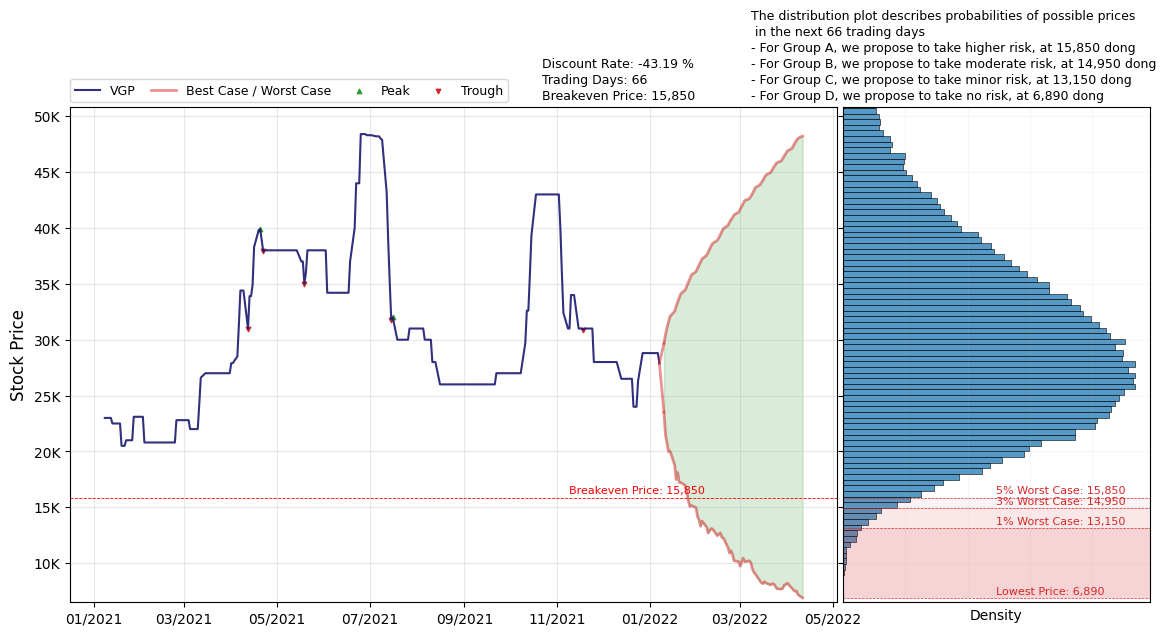 The distribution plot describes probabilities of possible prices
in the next 66 trading days
- For Group A, we propose to take higher risk, at 15,850 dong
- For Group B, we propose to take moderate risk, at 14,950 dong
- For Group C, we propose to take minor risk, at 13,150 dong
- For Group D, we propose to take no risk, at 6,890 dong
Discount Rate: -43.19 %
Trading Days: 66
Breakeven Price: 15,850
VGP Best Case / Worst Case Peak Trough
Stock Price
50K
45K
40K
35K
30K
25K
20K
15K
10K
Breakeven Price: 15,850
5% Worst Case: 15,850
3% Worst Case: 14,950
1% Worst Case: 13,150
Lowest Price: 6,890
01/2021 03/2021 05/2021 07/2021 09/2021 11/2021 01/2022 03/2022 05/2022
Density